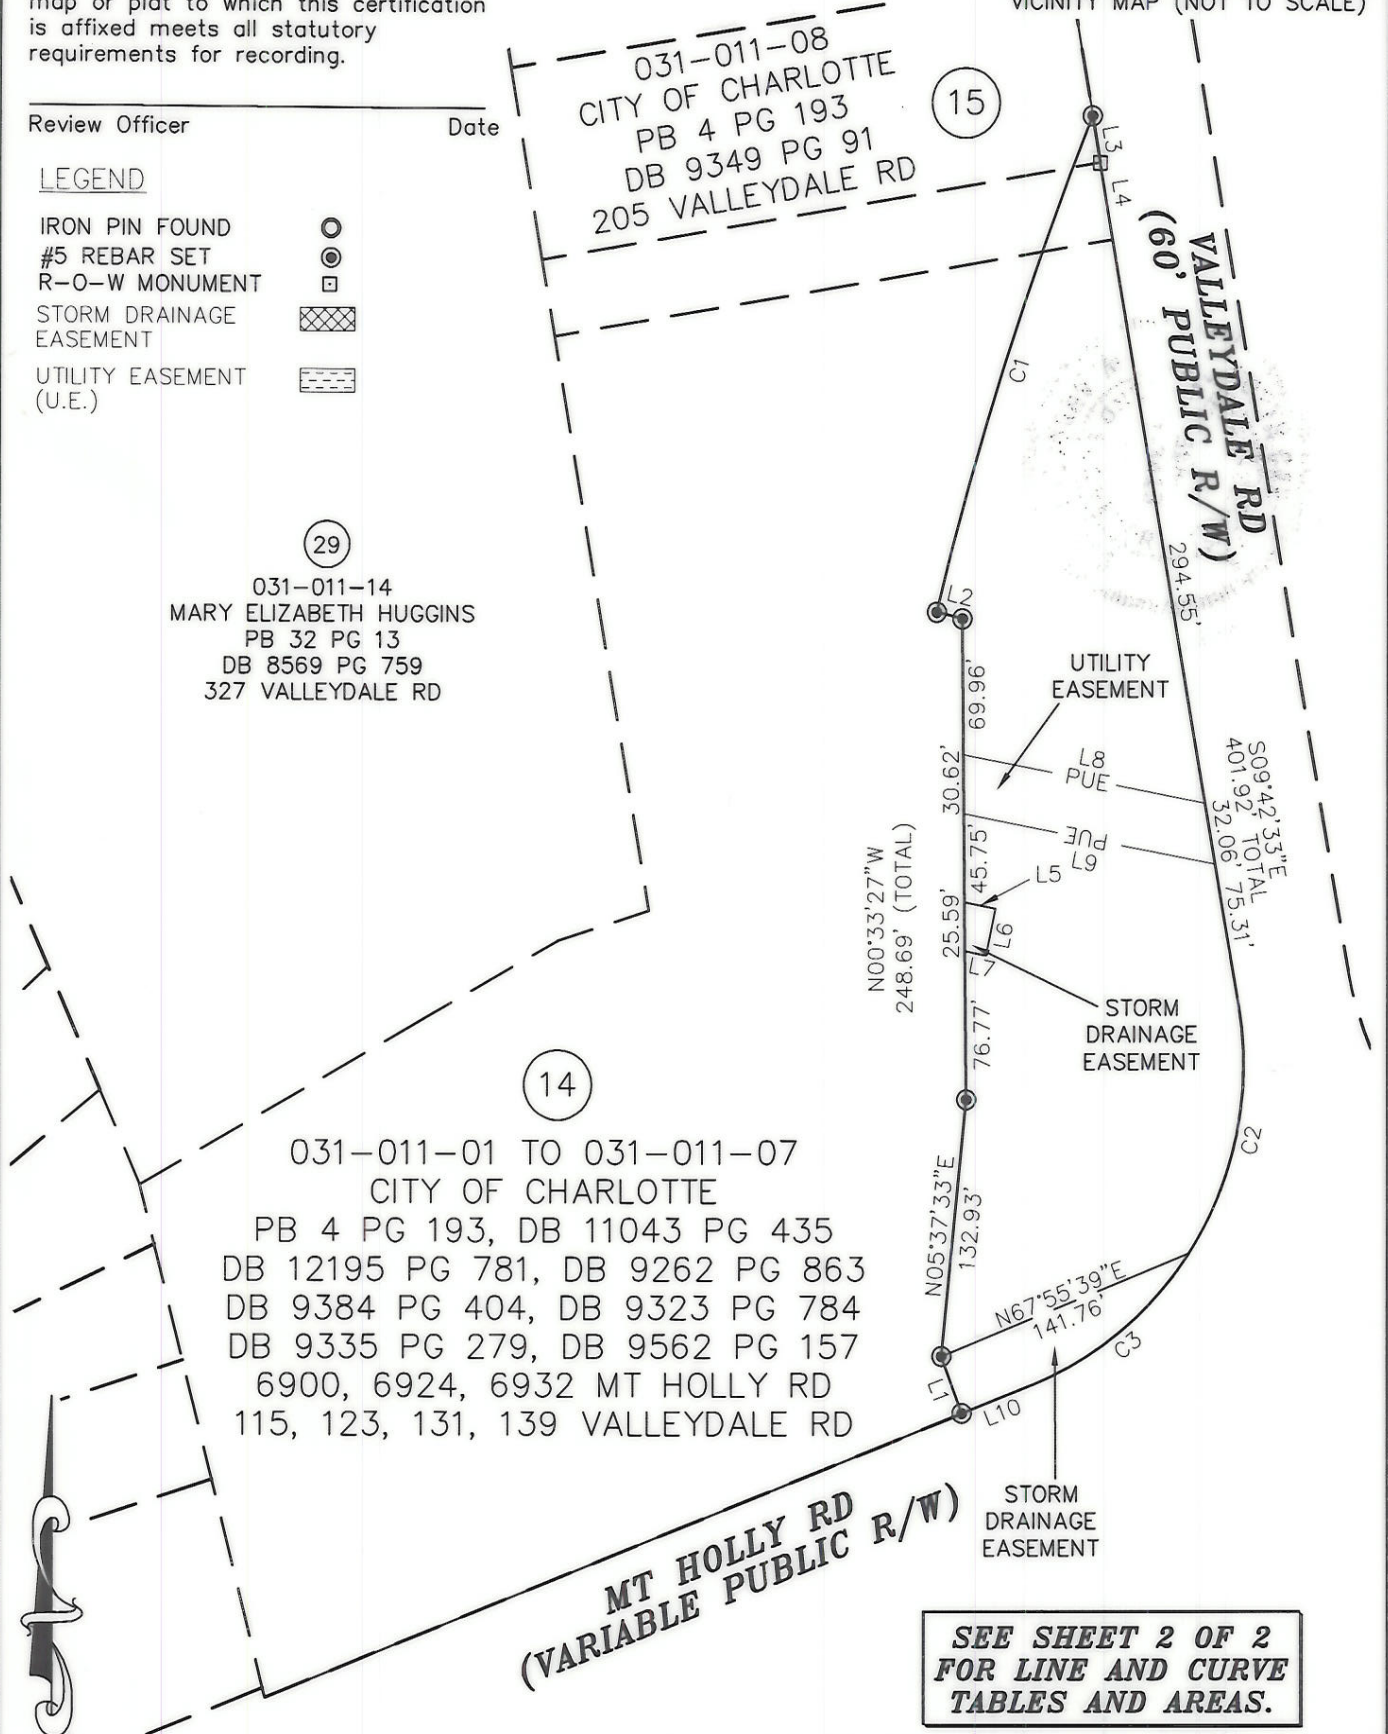 map or plat to which this certification
is affixed meets all statutory
requirements for recording.
Review Officer Date
VICINITY MAP (NOT TO SCALE)
LEGEND
IRON PIN FOUND
#5 REBAR SET
R-O-W MONUMENT
STORM DRAINAGE
EASEMENT
UTILITY EASEMENT
(U.E.)
031-011-08
CITY OF CHARLOTTE
PB 4 PG 193
DB 9349 PG 91
205 VALLEYDALE RD
15
L3
L4
VALLEYDALE RD
(60' PUBLIC R/W)
C1
294.55'
29
031-011-14
MARY ELIZABETH HUGGINS
PB 32 PG 13
DB 8569 PG 759
327 VALLEYDALE RD
L2
69.96'
UTILITY
EASEMENT
L8
PUE
30.62'
PUE
L9
45.75'
L5
S09°42'33"E
401.92' TOTAL
32.06'
75.31'
N00°33'27"W
248.69' (TOTAL)
25.59'
L6
L7
STORM
DRAINAGE
EASEMENT
76.77'
C2
14
031-011-01 TO 031-011-07
CITY OF CHARLOTTE
PB 4 PG 193, DB 11043 PG 435
DB 12195 PG 781, DB 9262 PG 863
DB 9384 PG 404, DB 9323 PG 784
DB 9335 PG 279, DB 9562 PG 157
6900, 6924, 6932 MT HOLLY RD
115, 123, 131, 139 VALLEYDALE RD
N05°37'33"E
132.93'
N67°55'39"E
141.76'
C3
L1
L10
STORM
DRAINAGE
EASEMENT
MT HOLLY RD
(VARIABLE PUBLIC R/W)
SEE SHEET 2 OF 2
FOR LINE AND CURVE
TABLES AND AREAS.